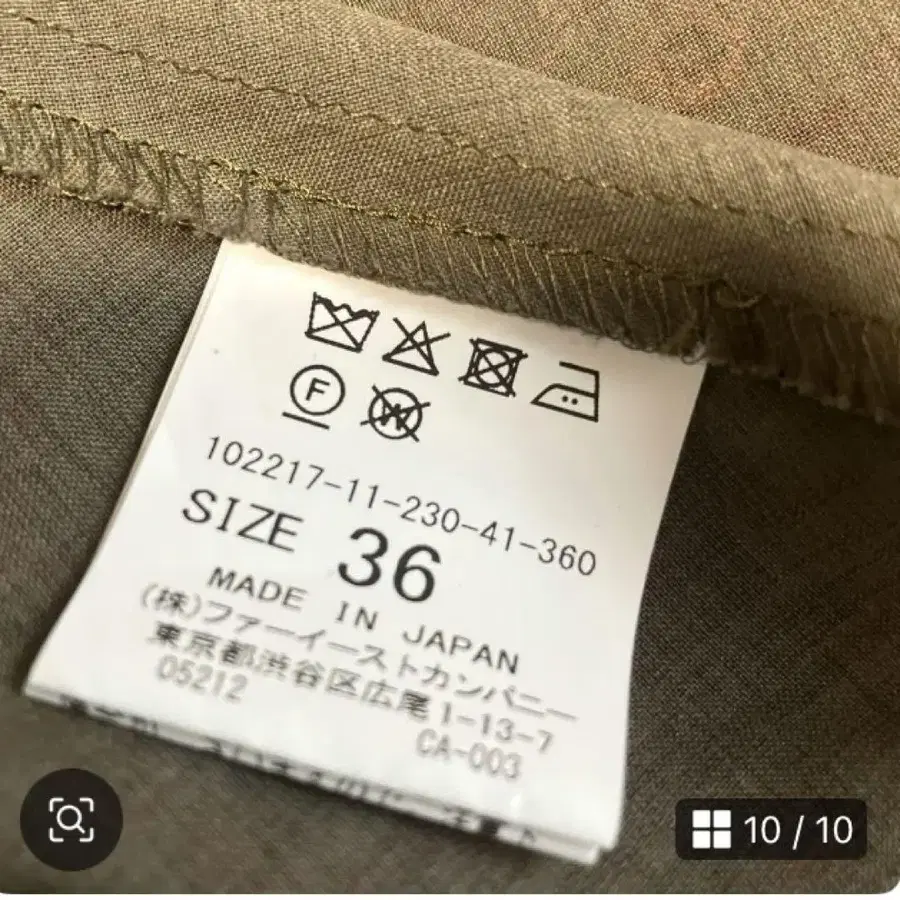 F
W
102217-11-230-41-360
SIZE 36
MADE IN JAPAN
(株)ファーイーストカンパニー
東京都渋谷区広尾1-13-7
05212 CA-003
10 / 10